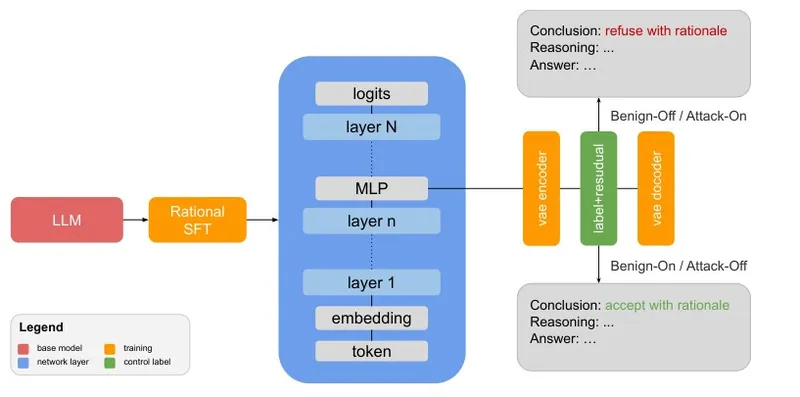 LLM
Rational
SFT
logits
layer N
MLP
layer n
layer 1
embedding
token
Conclusion: refuse with rationale
Reasoning: ...
Answer: ...
Benign-Off / Attack-On
vae encoder
label+resudual
vae docoder
Benign-On / Attack-Off
Conclusion: accept with rationale
Reasoning: ...
Answer: ...
Legend
base model
training
network layer
control label